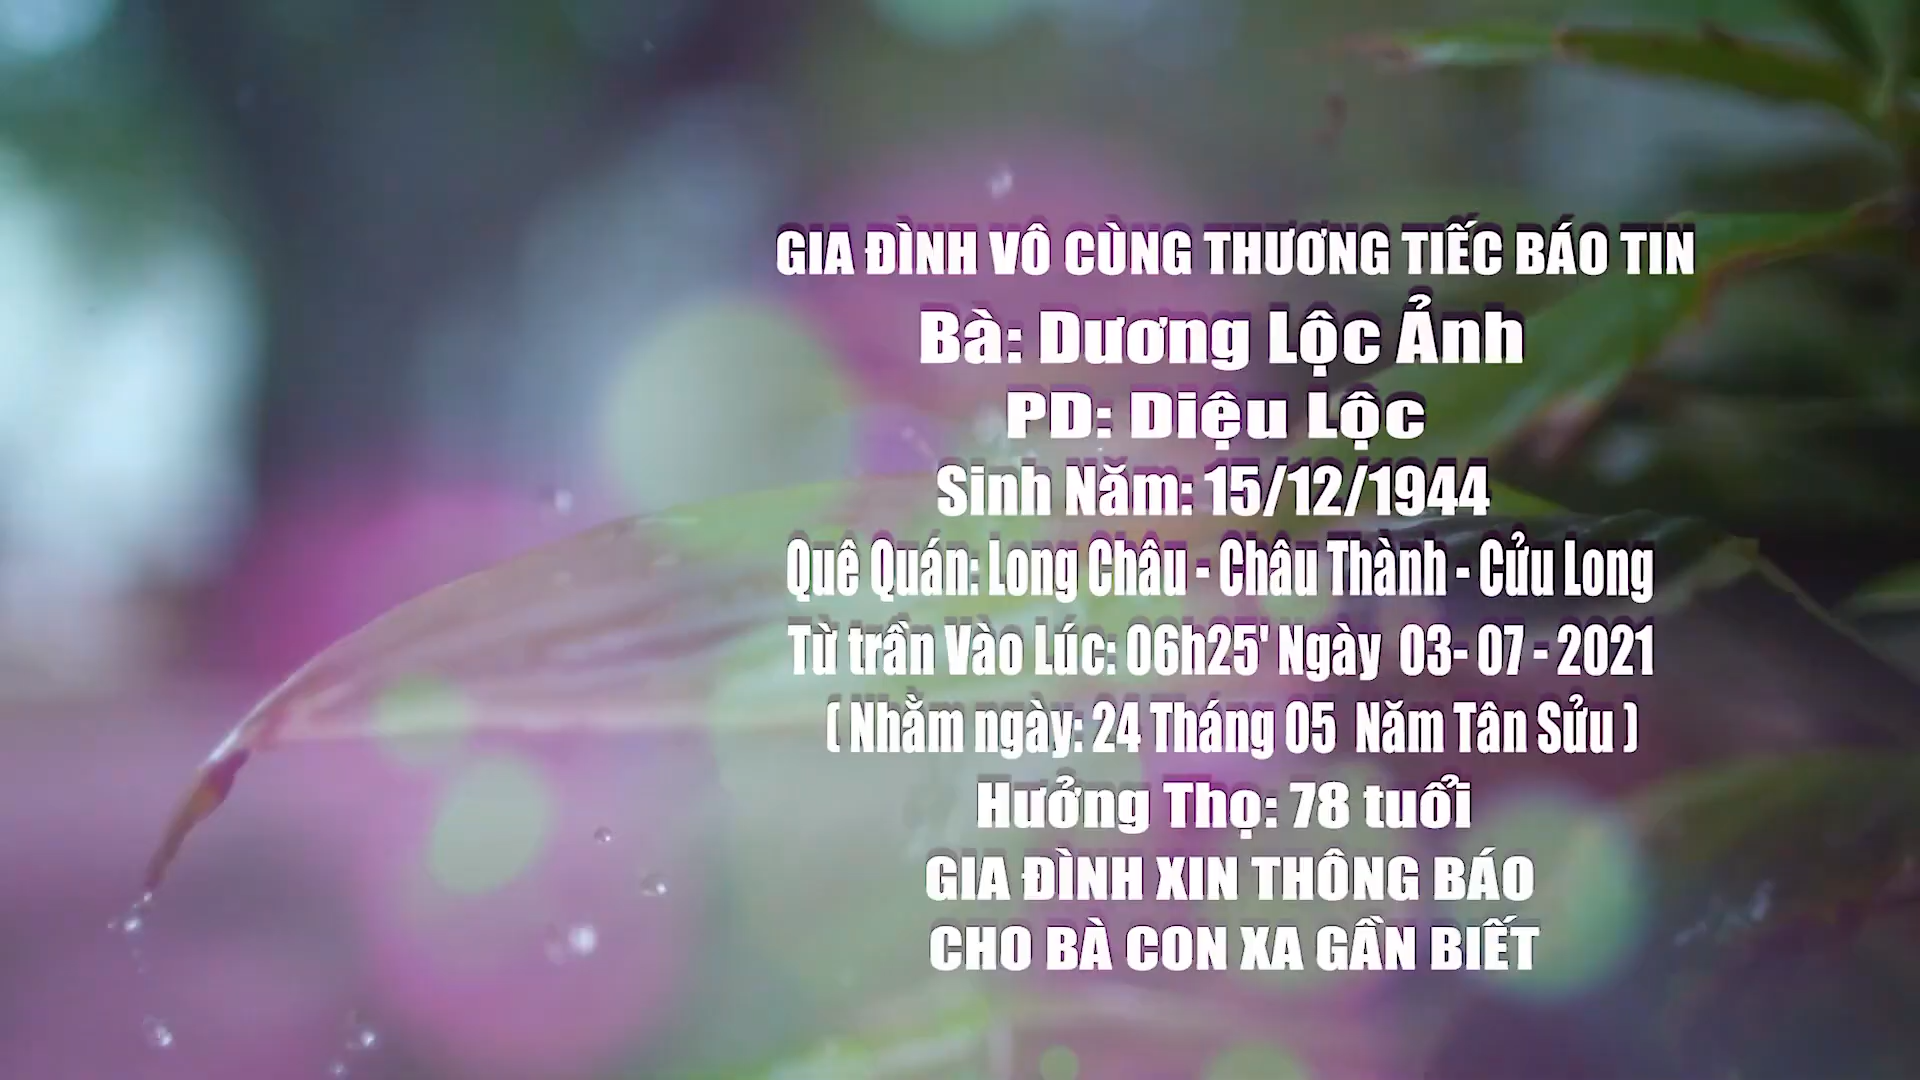 GIA ĐÌNH VÔ CÙNG THƯƠNG TIẾC BÁO TIN
Bà: Dương Lộc Ảnh
PD: Diệu Lộc
Sinh Năm: 15/12/1944
Quê Quán: Long Châu - Châu Thành - Cửu Long
Từ trần Vào Lúc: 06h25' Ngày 03- 07 - 2021
( Nhằm ngày: 24 Tháng 05 Năm Tân Sửu )
Hưởng Thọ: 78 tuổi
GIA ĐÌNH XIN THÔNG BÁO
CHO BÀ CON XA GẦN BIẾT